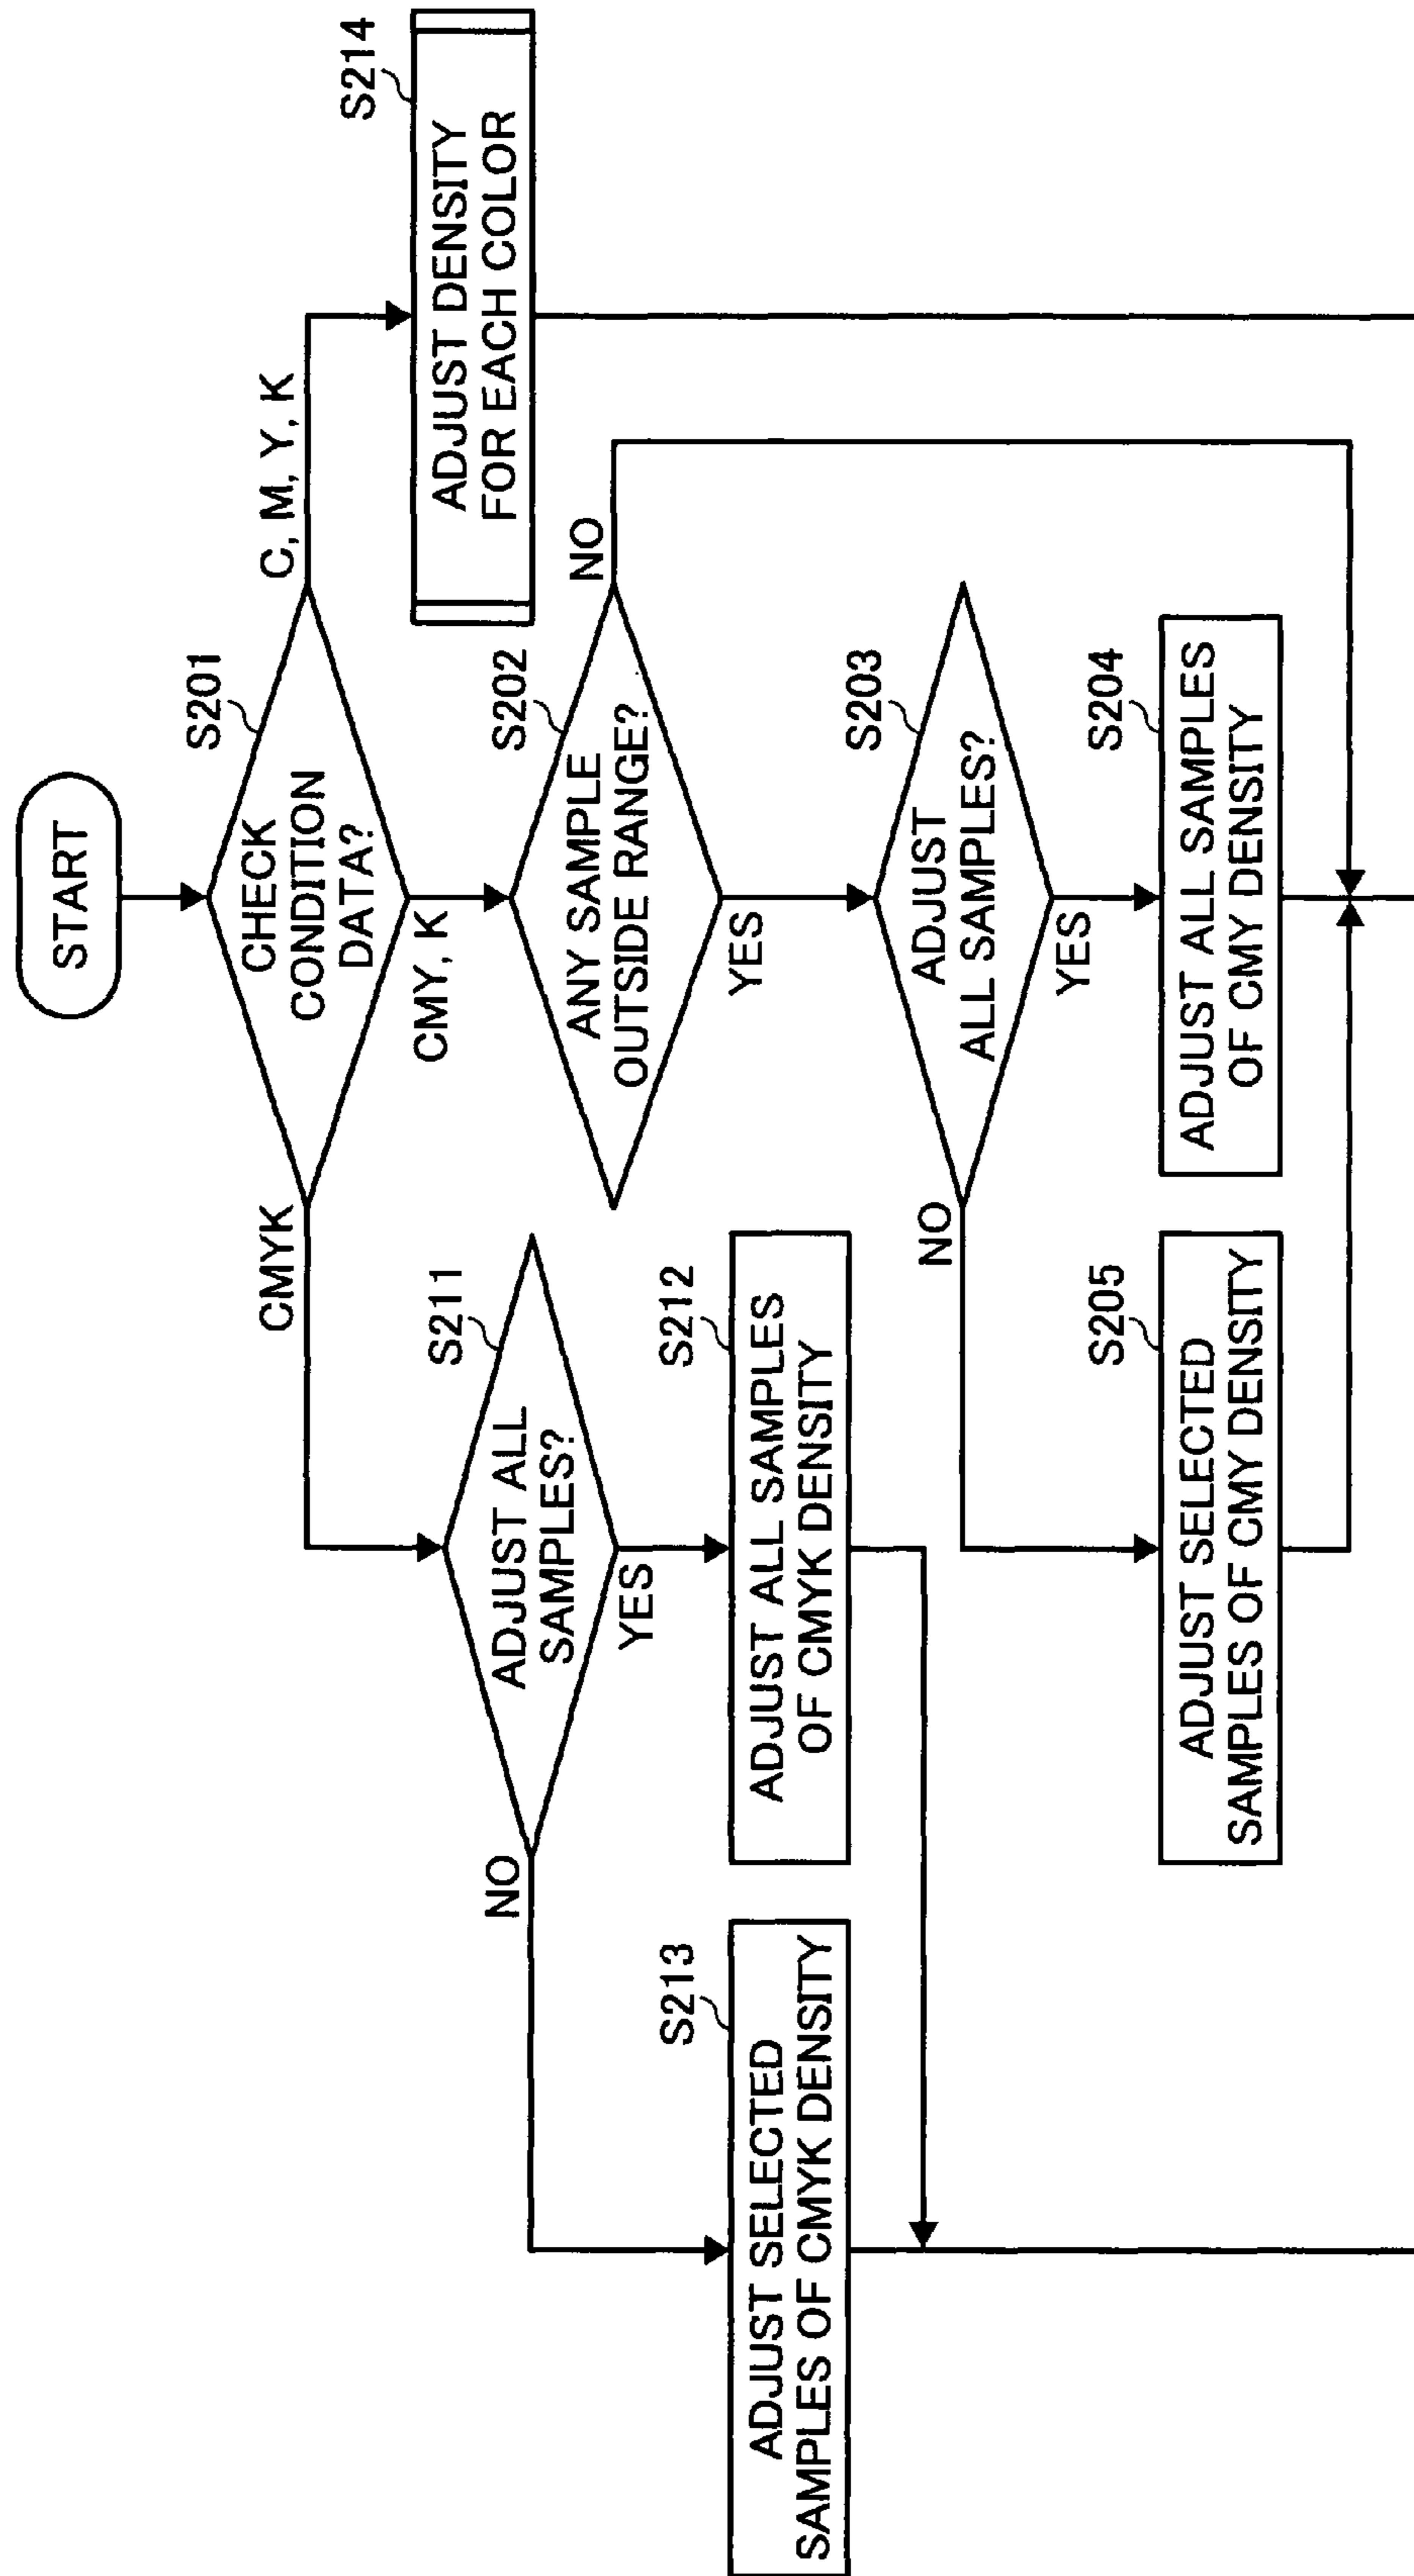 START
S201
CHECK
CONDITION
DATA?
CMYK
CMY, K
C, M, Y, K
S214
ADJUST DENSITY
FOR EACH COLOR
S211
ADJUST ALL
SAMPLES?
NO
YES
S202
ANY SAMPLE
OUTSIDE RANGE?
NO
YES
S213
ADJUST SELECTED
SAMPLES OF CMYK DENSITY
S212
ADJUST ALL SAMPLES
OF CMYK DENSITY
S203
ADJUST
ALL SAMPLES?
NO
YES
S205
ADJUST SELECTED
SAMPLES OF CMY DENSITY
S204
ADJUST ALL SAMPLES
OF CMY DENSITY